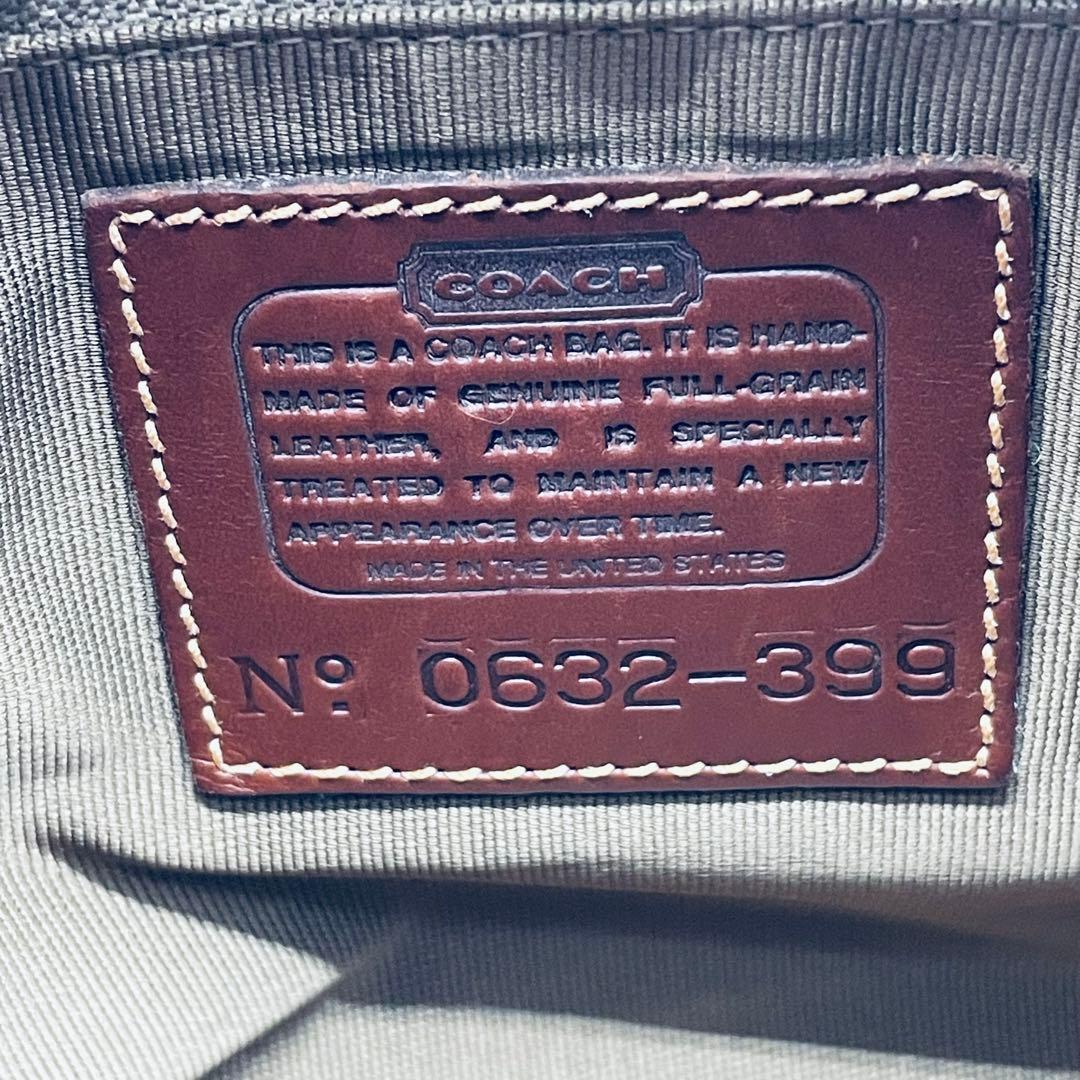 COACH
THIS IS A COACH BAG. IT IS HAND-
MADE OF GENUINE FULL-GRAIN
LEATHER, AND IS SPECIALLY
TREATED TO MAINTAIN A NEW
APPEARANCE OVER TIME.
MADE IN THE UNITED STATES
No. 0632-399